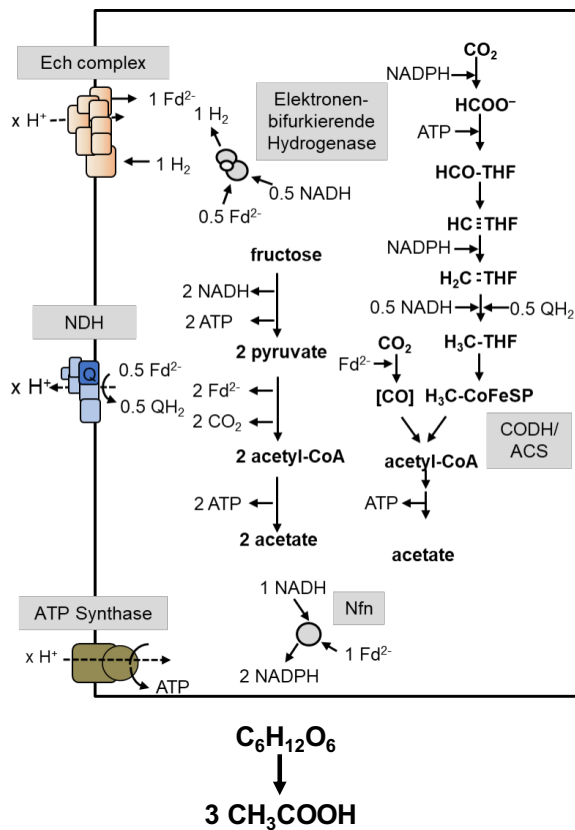 Ech complex
x H⁺
1 Fd²⁻
1 H₂
1 H₂
Elektronen-
bifurkierende
Hydrogenase
0.5 NADH
0.5 Fd²⁻
CO₂
NADPH
HCOO⁻
ATP
HCO-THF
HC⋮THF
NADPH
H₂C⋮THF
0.5 NADH
0.5 QH₂
H₃C-THF
CO₂
Fd²⁻
[CO]
H₃C-CoFeSP
CODH/
ACS
acetyl-CoA
ATP
acetate
fructose
2 NADH
2 ATP
2 pyruvate
2 Fd²⁻
2 CO₂
2 acetyl-CoA
2 ATP
2 acetate
NDH
Q
x H⁺
0.5 Fd²⁻
0.5 QH₂
ATP Synthase
x H⁺
ATP
1 NADH
Nfn
1 Fd²⁻
2 NADPH
C₆H₁₂O₆
3 CH₃COOH